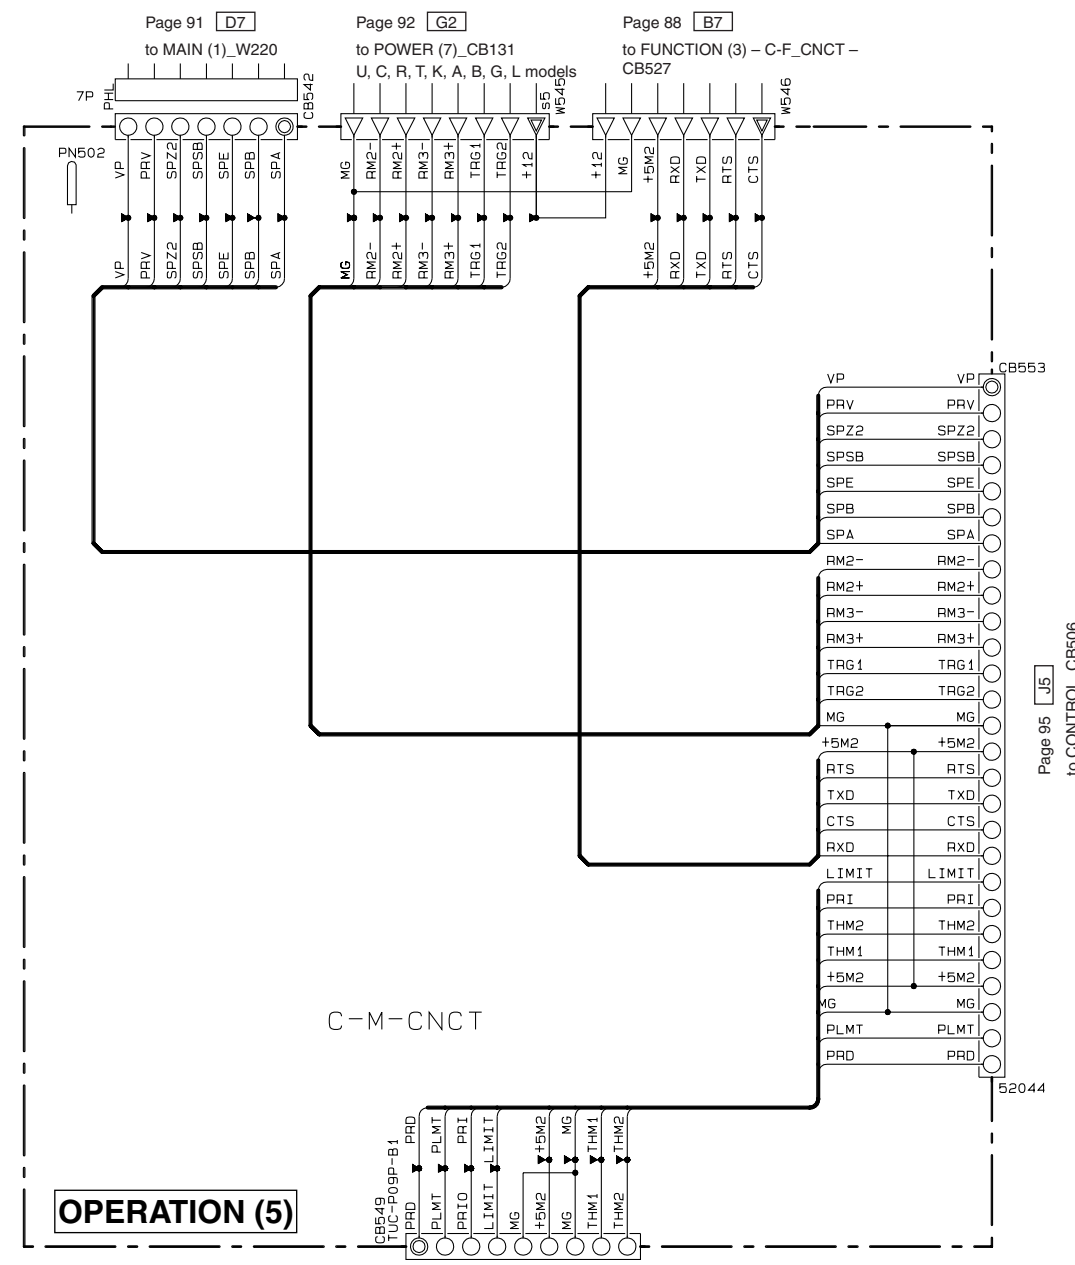 Page 91 D7
to MAIN (1)_W220
Page 92 G2
to POWER (7)_CB131
U, C, R, T, K, A, B, G, L models
Page 88 B7
to FUNCTION (3) – C-F_CNCT –
CB527
7P
PHL
CB542
s5
W545
W546
PN502
VP
PRV
SPZ2
SPSB
SPE
SPB
SPA
MG
RM2-
RM2+
RM3-
RM3+
TRG1
TRG2
+12
+12
MG
+5M2
RXD
TXD
RTS
CTS
VP
PRV
SPZ2
SPSB
SPE
SPB
SPA
MG
RM2-
RM2+
RM3-
RM3+
TRG1
TRG2
+5M2
RXD
TXD
RTS
CTS
CB553
VP VP
PRV PRV
SPZ2 SPZ2
SPSB SPSB
SPE SPE
SPB SPB
SPA SPA
RM2- RM2-
RM2+ RM2+
RM3- RM3-
RM3+ RM3+
TRG1 TRG1
TRG2 TRG2
MG MG
+5M2 +5M2
RTS RTS
TXD TXD
CTS CTS
RXD RXD
LIMIT LIMIT
PRI PRI
THM2 THM2
THM1 THM1
+5M2 +5M2
MG MG
PLMT PLMT
PRD PRD
52044
Page 95 J5
to CONTROL_CB506
C-M-CNCT
PRD
PLMT
PRI
LIMIT
+5M2
MG
THM1
THM2
CB549
TUC-P09P-B1
PRD
PLMT
PRIO
LIMIT
MG
+5M2
MG
THM1
THM2
OPERATION (5)